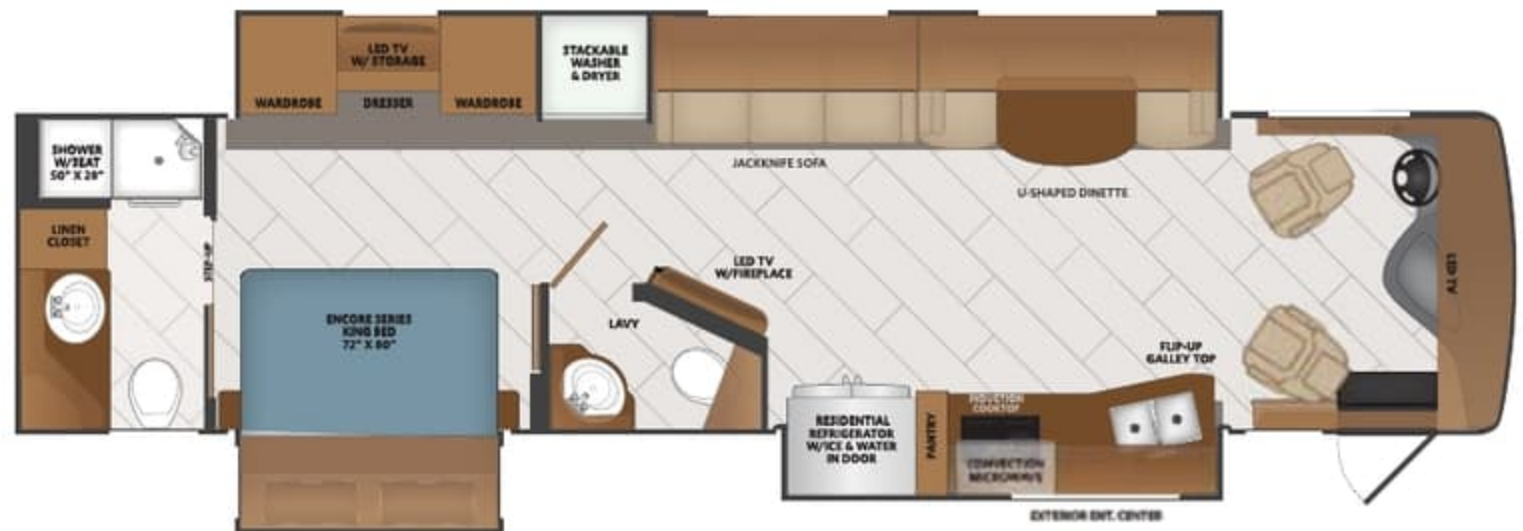 LED TV
W/ STORAGE
WARDROBE
DRESSER
WARDROBE
STACKABLE
WASHER
& DRYER
SHOWER
W/SEAT
50" X 28"
JACKKNIFE SOFA
U-SHAPED DINETTE
LINEN
CLOSET
STEP-UP
LED TV
W/FIREPLACE
LED TV
ENCORE SERIES
KING BED
72" X 80"
LAVY
FLIP-UP
GALLEY TOP
RESIDENTIAL
REFRIGERATOR
W/ICE & WATER
IN DOOR
PANTRY
INDUCTION
COOKTOP
CONVECTION
MICROWAVE
EXTERIOR ENT. CENTER